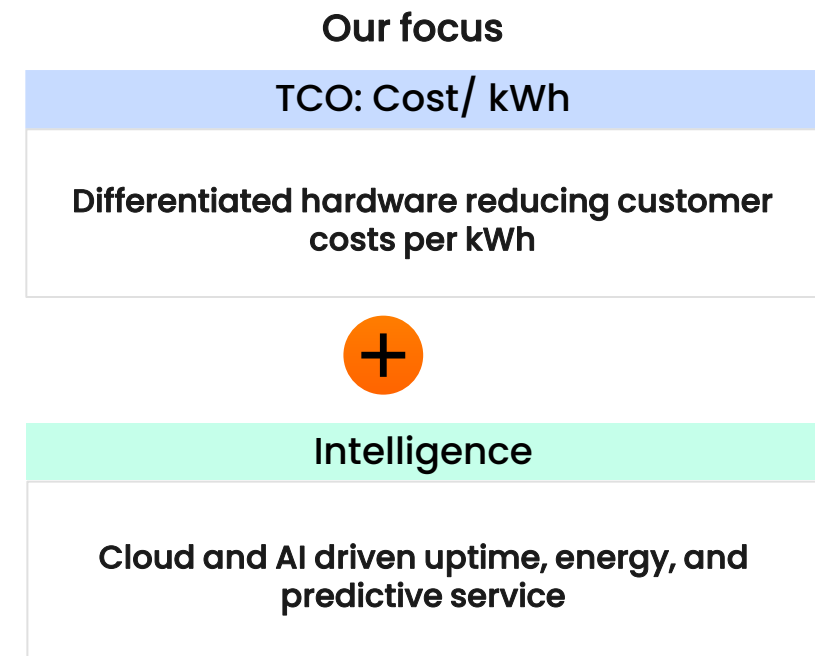 Our focus
TCO: Cost/ kWh
Differentiated hardware reducing customer
costs per kWh
+
Intelligence
Cloud and AI driven uptime, energy, and
predictive service